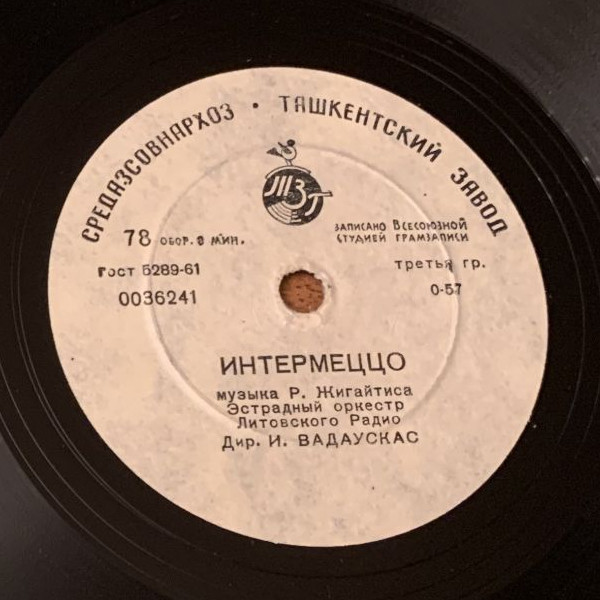 СРЕДАЗСОВНАРХОЗ • ТАШКЕНТСКИЙ ЗАВОД
ТЗГ
78 обор. в мин.
ЗАПИСАНО ВСЕСОЮЗНОЙ
СТУДИЕЙ ГРАМЗАПИСИ
Гост 5289-61
третья гр.
0036241
0-57
ИНТЕРМЕЦЦО
музыка Р. Жигайтиса
Эстрадный оркестр
Литовского Радио
Дир. И. ВАДАУСКАС